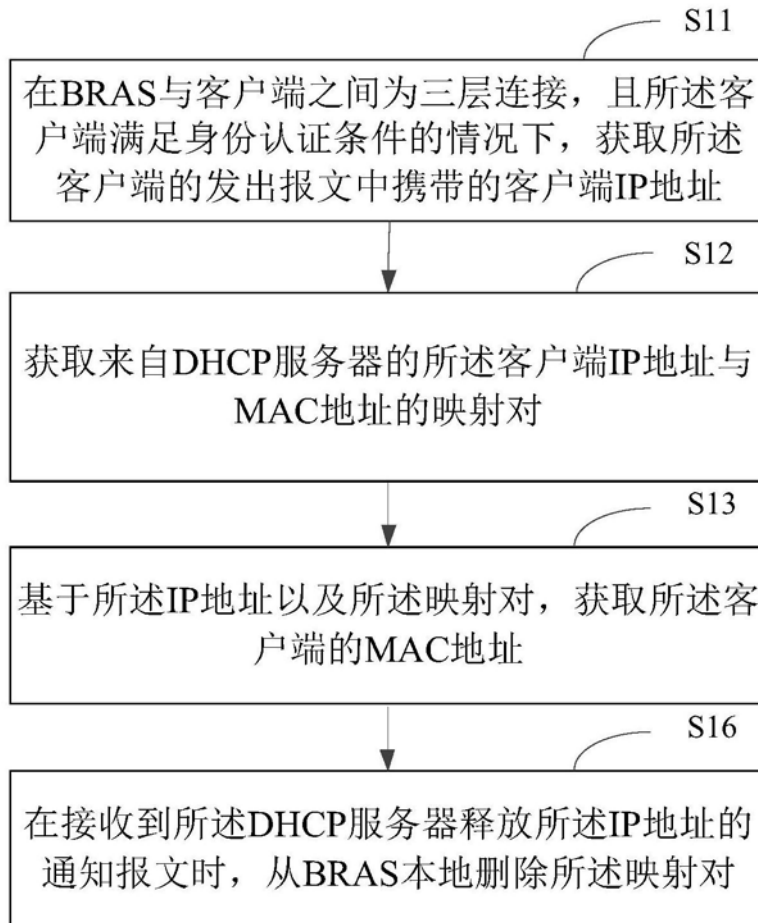 S11
在BRAS与客户端之间为三层连接，且所述客
户端满足身份认证条件的情况下，获取所述
客户端的发出报文中携带的客户端IP地址
S12
获取来自DHCP服务器的所述客户端IP地址与
MAC地址的映射对
S13
基于所述IP地址以及所述映射对，获取所述客
户端的MAC地址
S16
在接收到所述DHCP服务器释放所述IP地址的
通知报文时，从BRAS本地删除所述映射对